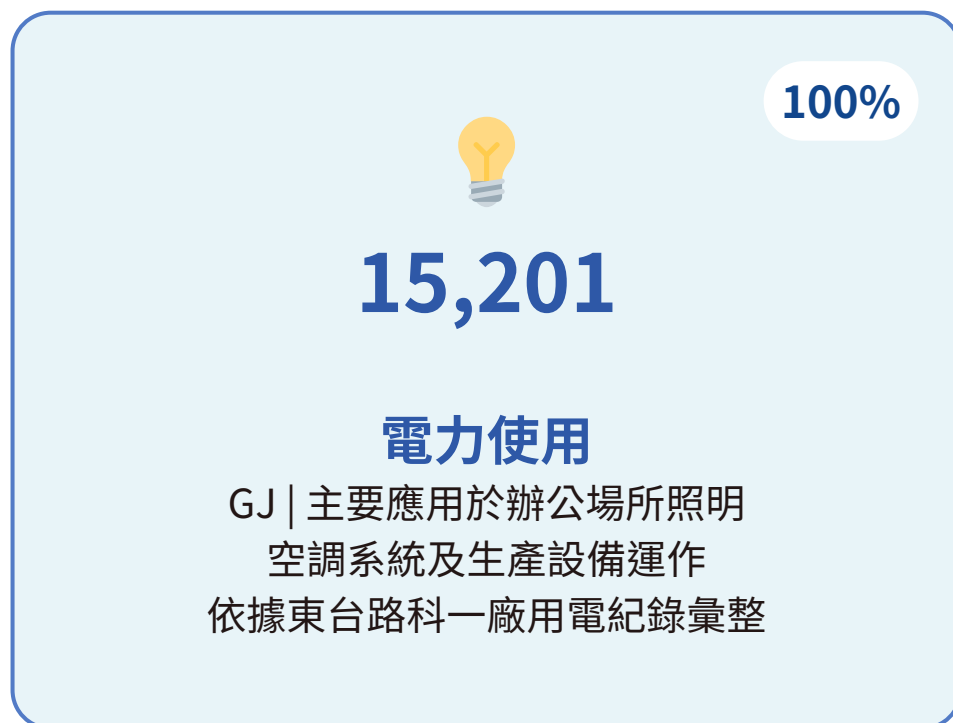 100%
15,201
電力使用
GJ | 主要應用於辦公場所照明
空調系統及生產設備運作
依據東台路科一廠用電紀錄彙整